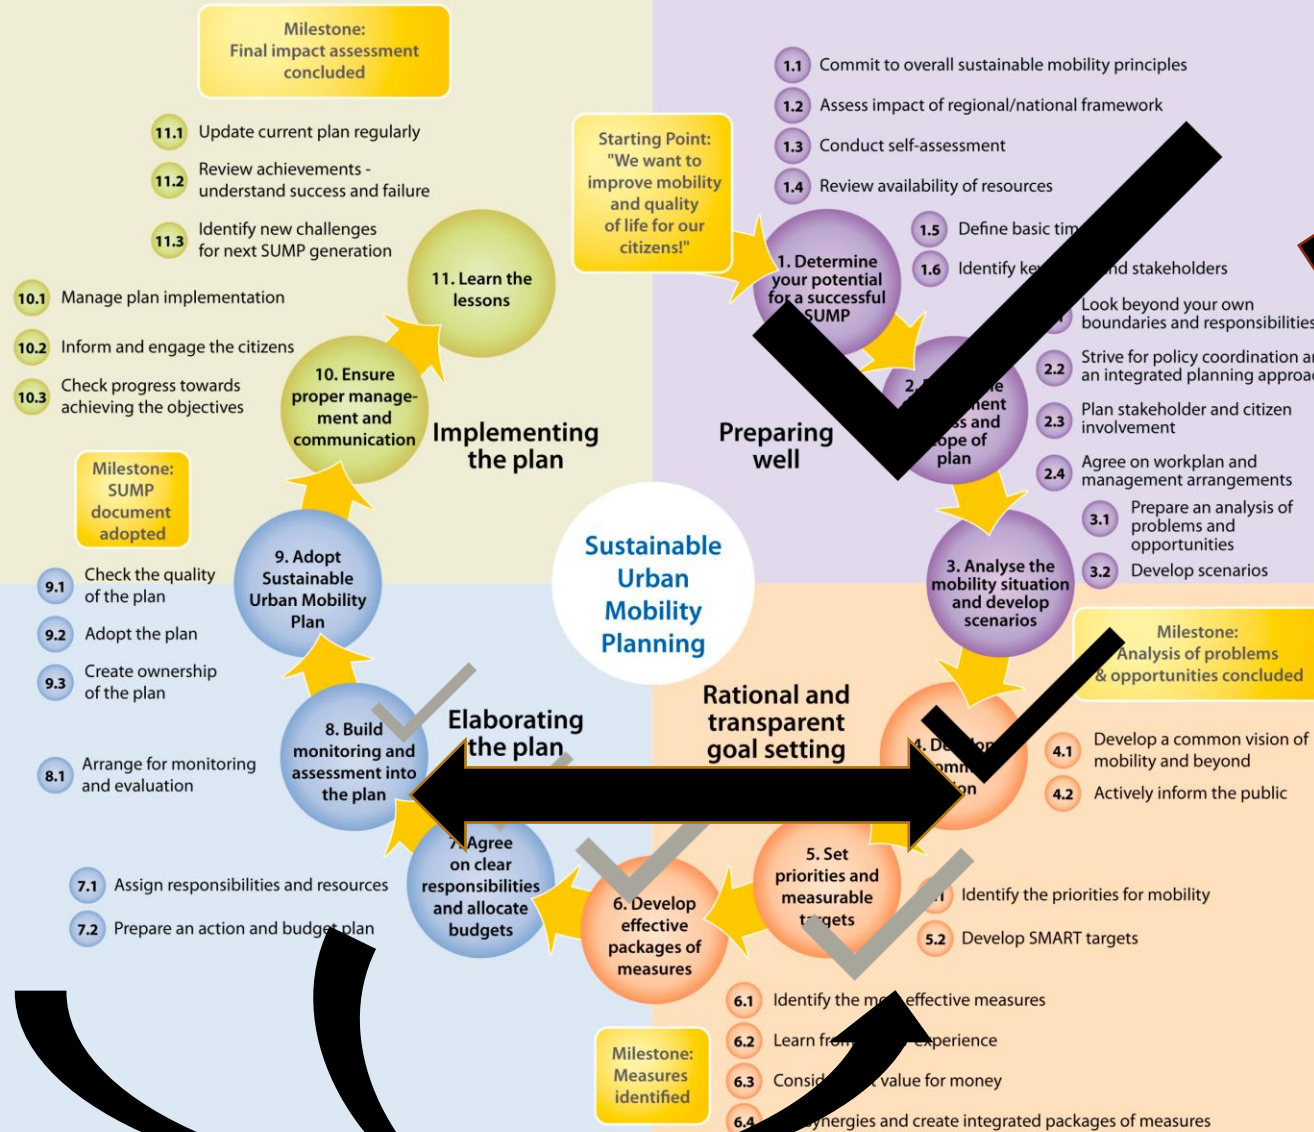 Milestone:
Final impact assessment
concluded
11.1 Update current plan regularly
11.2 Review achievements -
understand success and failure
11.3 Identify new challenges
for next SUMP generation
11. Learn the
lessons
10.1 Manage plan implementation
10.2 Inform and engage the citizens
10.3 Check progress towards
achieving the objectives
10. Ensure
proper manage-
ment and
communication
Implementing
the plan
Starting Point:
"We want to
improve mobility
and quality
of life for our
citizens!"
1.1 Commit to overall sustainable mobility principles
1.2 Assess impact of regional/national framework
1.3 Conduct self-assessment
1.4 Review availability of resources
1.5 Define basic
1.6 Identify stakeholders
1. Determine
your potential
for a successful
SUMP
Look beyond your own
boundaries and responsibilities
2.2 Strive for policy coordination
an integrated planning
2.3 Plan stakeholder and citizen
involvement
2.4 Agree on workplan and
management arrangements
2.
and
of
plan
Preparing
well
3.1 Prepare an analysis of
problems and
opportunities
3.2 Develop scenarios
3. Analyse the
mobility situation
and develop
scenarios
Sustainable
Urban
Mobility
Planning
Milestone:
SUMP
document
adopted
9.1 Check the quality
of the plan
9.2 Adopt the plan
9.3 Create ownership
of the plan
9. Adopt
Sustainable
Urban Mobility
Plan
Milestone:
Analysis of problems
& opportunities concluded
Rational and
transparent
goal setting
4.
4.1 Develop a common vision of
mobility and beyond
4.2 Actively inform the public
Elaborating
the plan
8. Build
monitoring and
assessment into
the plan
8.1 Arrange for monitoring
and evaluation
7. Agree
on clear
responsibilities
and allocate
budgets
7.1 Assign responsibilities and resources
7.2 Prepare an action and budget plan
6. Develop
effective
packages of
measures
5. Set
priorities and
measurable
targets
Identify the priorities for mobility
5.2 Develop SMART targets
6.1 Identify the effective measures
6.2 Learn experience
6.3 value for money
6.4 synergies and create integrated packages of measures
Milestone:
Measures
identified